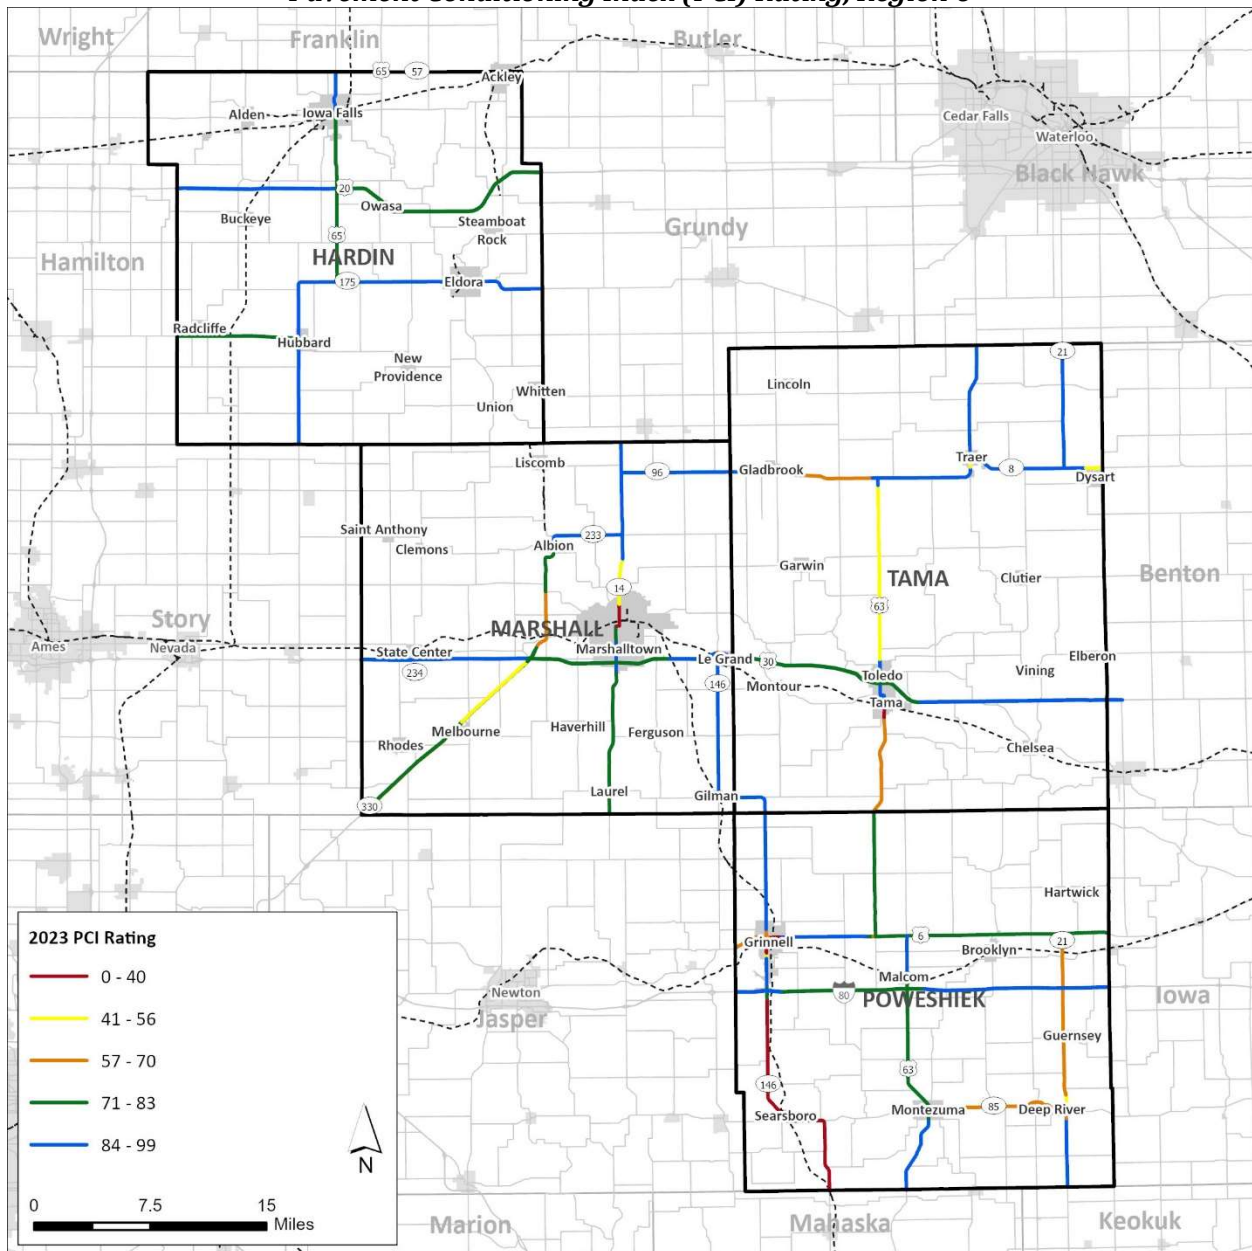 Pavement Conditioning Index (PCI) Rating, Region 6
Wright
Franklin
Butler
65
57
Ackley
Alden
Iowa Falls
Cedar Falls
Waterloo
Black Hawk
20
Owasa
Buckeye
Steamboat
Rock
Grundy
65
HARDIN
Hamilton
175
Eldora
Radcliffe
Hubbard
New
Providence
21
Lincoln
Whitten
Union
Liscomb
96
Gladbrook
Traer
8
Dysart
Saint Anthony
Clemons
Albion
233
Garwin
TAMA
Clutier
Benton
14
63
Story
MARSHALL
Ames
Nevada
State Center
Marshalltown
Le Grand
30
Elberon
234
146
Montour
Toledo
Vining
Tama
Melbourne
Haverhill
Ferguson
Rhodes
Chelsea
Laurel
Gilman
330
Hartwick
2023 PCI Rating
0 - 40
41 - 56
57 - 70
71 - 83
84 - 99
N
0
7.5
15
Miles
Grinnell
6
21
Brooklyn
Malcom
Newton
Jasper
80
POWESHIEK
Iowa
Guernsey
63
146
Searsboro
Montezuma
85
Deep River
Marion
Mahaska
Keokuk